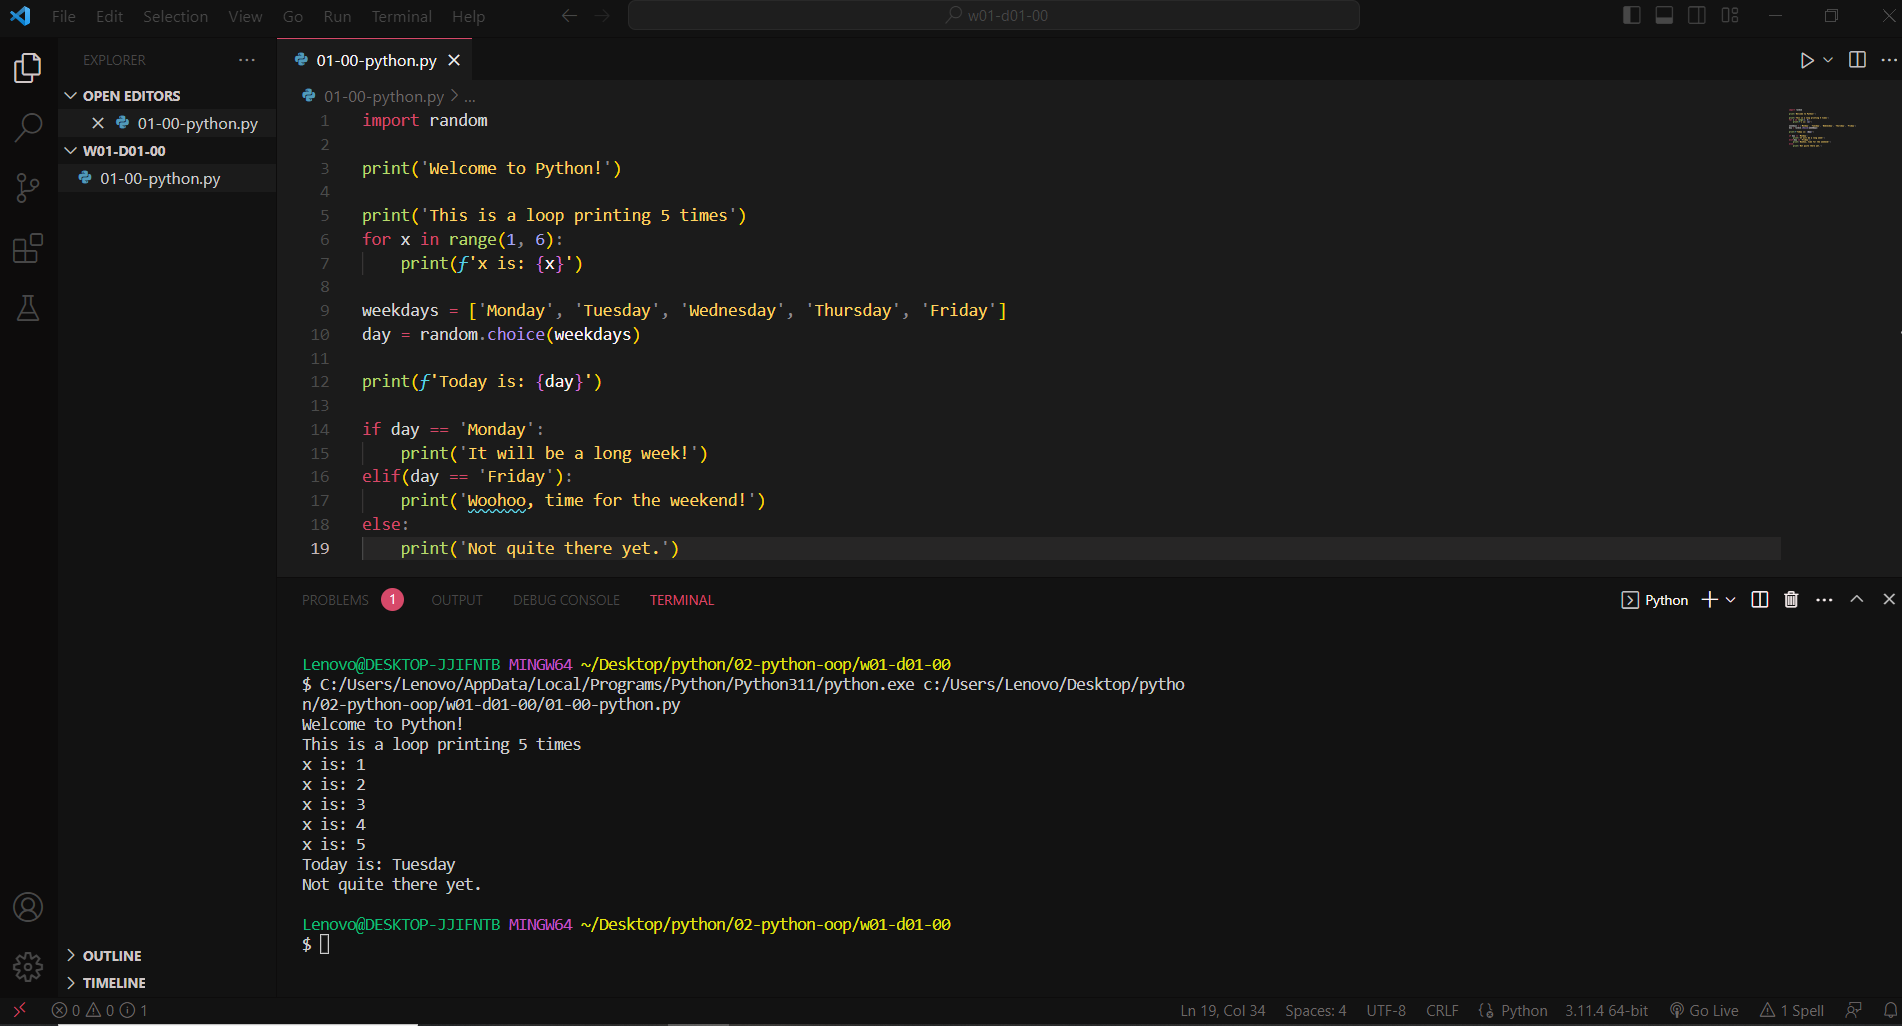 File Edit Selection View Go Run Terminal Help
w01-d01-00
EXPLORER
OPEN EDITORS
01-00-python.py
W01-D01-00
01-00-python.py
01-00-python.py
01-00-python.py > ...
1 import random
2
3 print('Welcome to Python!')
4
5 print('This is a loop printing 5 times')
6 for x in range(1, 6):
7     print(f'x is: {x}')
8
9 weekdays = ['Monday', 'Tuesday', 'Wednesday', 'Thursday', 'Friday']
10 day = random.choice(weekdays)
11
12 print(f'Today is: {day}')
13
14 if day == 'Monday':
15     print('It will be a long week!')
16 elif(day == 'Friday'):
17     print('Woohoo, time for the weekend!')
18 else:
19     print('Not quite there yet.')
PROBLEMS 1 OUTPUT DEBUG CONSOLE TERMINAL
Python
Lenovo@DESKTOP-JJIFNTB MINGW64 ~/Desktop/python/02-python-oop/w01-d01-00
$ C:/Users/Lenovo/AppData/Local/Programs/Python/Python311/python.exe c:/Users/Lenovo/Desktop/pytho
n/02-python-oop/w01-d01-00/01-00-python.py
Welcome to Python!
This is a loop printing 5 times
x is: 1
x is: 2
x is: 3
x is: 4
x is: 5
Today is: Tuesday
Not quite there yet.
Lenovo@DESKTOP-JJIFNTB MINGW64 ~/Desktop/python/02-python-oop/w01-d01-00
$
OUTLINE
TIMELINE
0 0 1
Ln 19, Col 34 Spaces: 4 UTF-8 CRLF Python 3.11.4 64-bit Go Live 1 Spell